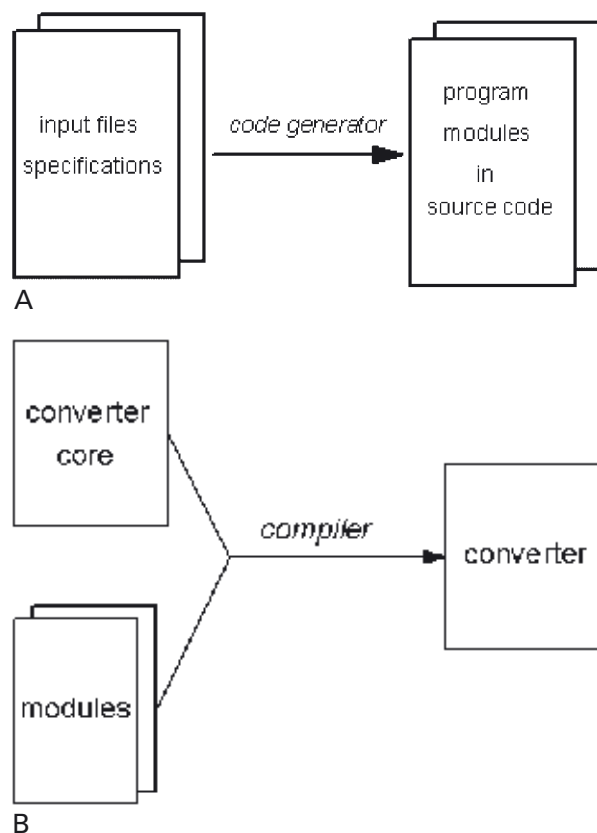 input files
specifications
code generator
program
modules
in
source code
A
converter
core
compiler
converter
modules
B